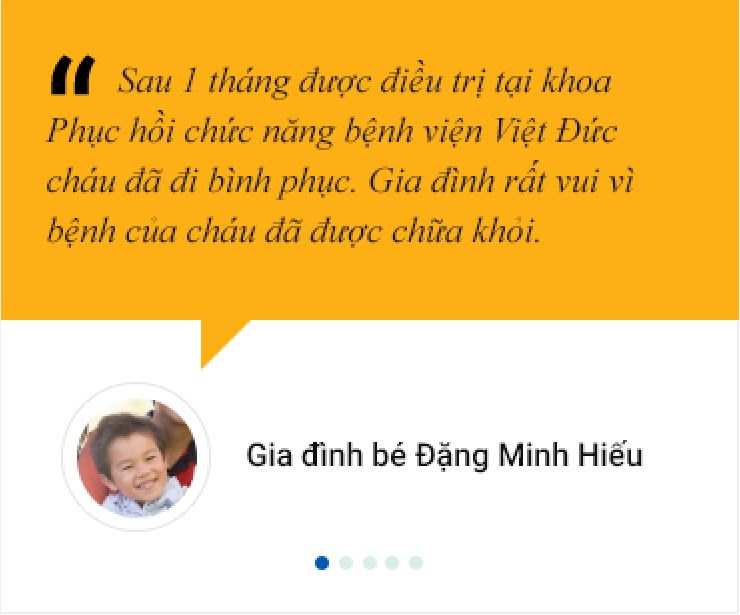 “ Sau 1 tháng được điều trị tại khoa
Phục hồi chức năng bệnh viện Việt Đức
cháu đã đi bình phục. Gia đình rất vui vì
bệnh của cháu đã được chữa khỏi.
Gia đình bé Đặng Minh Hiếu